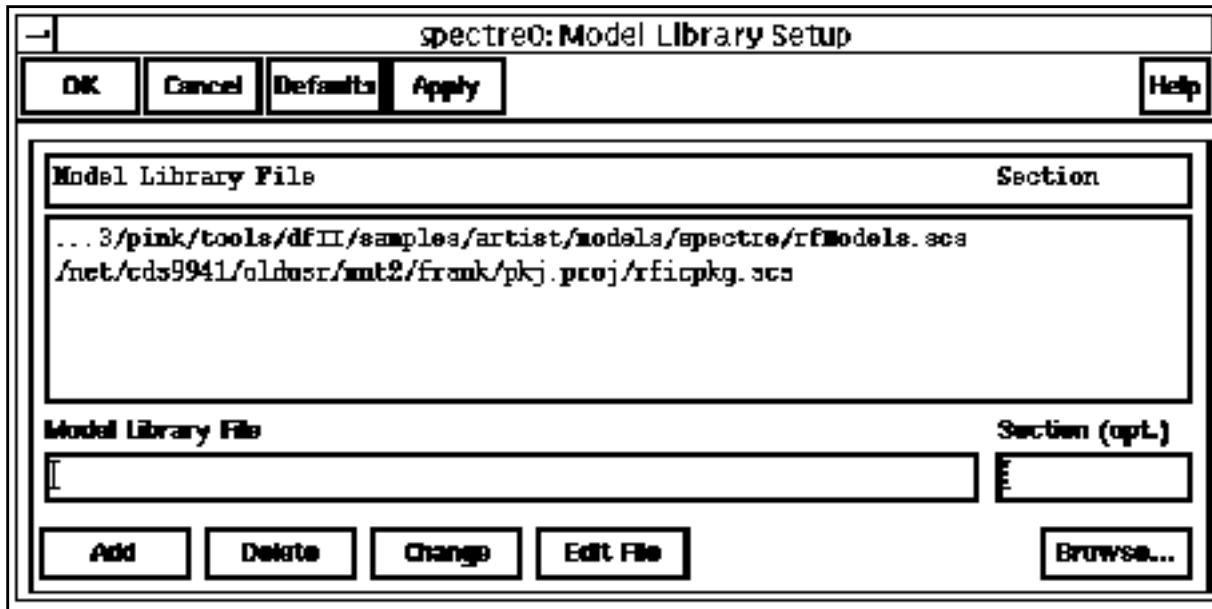 spectre0: Model Library Setup
OK Cancel Defaults Apply Help
Model Library File Section
...3/pink/tools/dfII/samples/artist/models/spectre/rfModels.scs
/net/cds9941/oldusr/mnt2/frank/pkj.proj/rficpkg.scs
Model Library File Section (opt.)
Add Delete Change Edit File Browse...